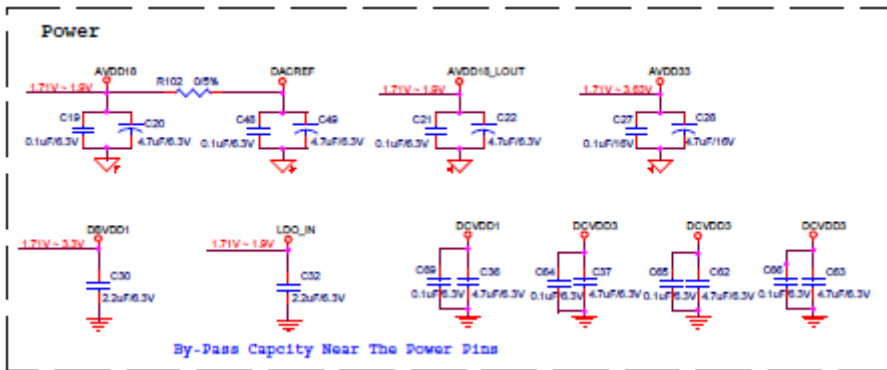 Power
AVDD18 R102 0/5% DACREF AVDD18_LOUT AVDD33
1.71V ~ 1.9V 1.71V ~ 1.9V 1.71V ~ 3.63V
C19 C20 C48 C49 C21 C22 C27 C28
0.1uF/6.3V 4.7uF/6.3V 0.1uF/6.3V 4.7uF/6.3V 0.1uF/6.3V 4.7uF/6.3V 0.1uF/16V 4.7uF/16V
DBVDD1 LDO_IN DCVDD1 DCVDD3 DCVDD3 DCVDD3
1.71V ~ 3.3V 1.71V ~ 1.9V
C30 C32 C69 C36 C64 C37 C65 C62 C66 C63
2.2uF/6.3V 2.2uF/6.3V 0.1uF/6.3V 4.7uF/6.3V 0.1uF/6.3V 4.7uF/6.3V 0.1uF/6.3V 4.7uF/6.3V 0.1uF/6.3V 4.7uF/6.3V
By-Pass Capcity Near The Power Pins